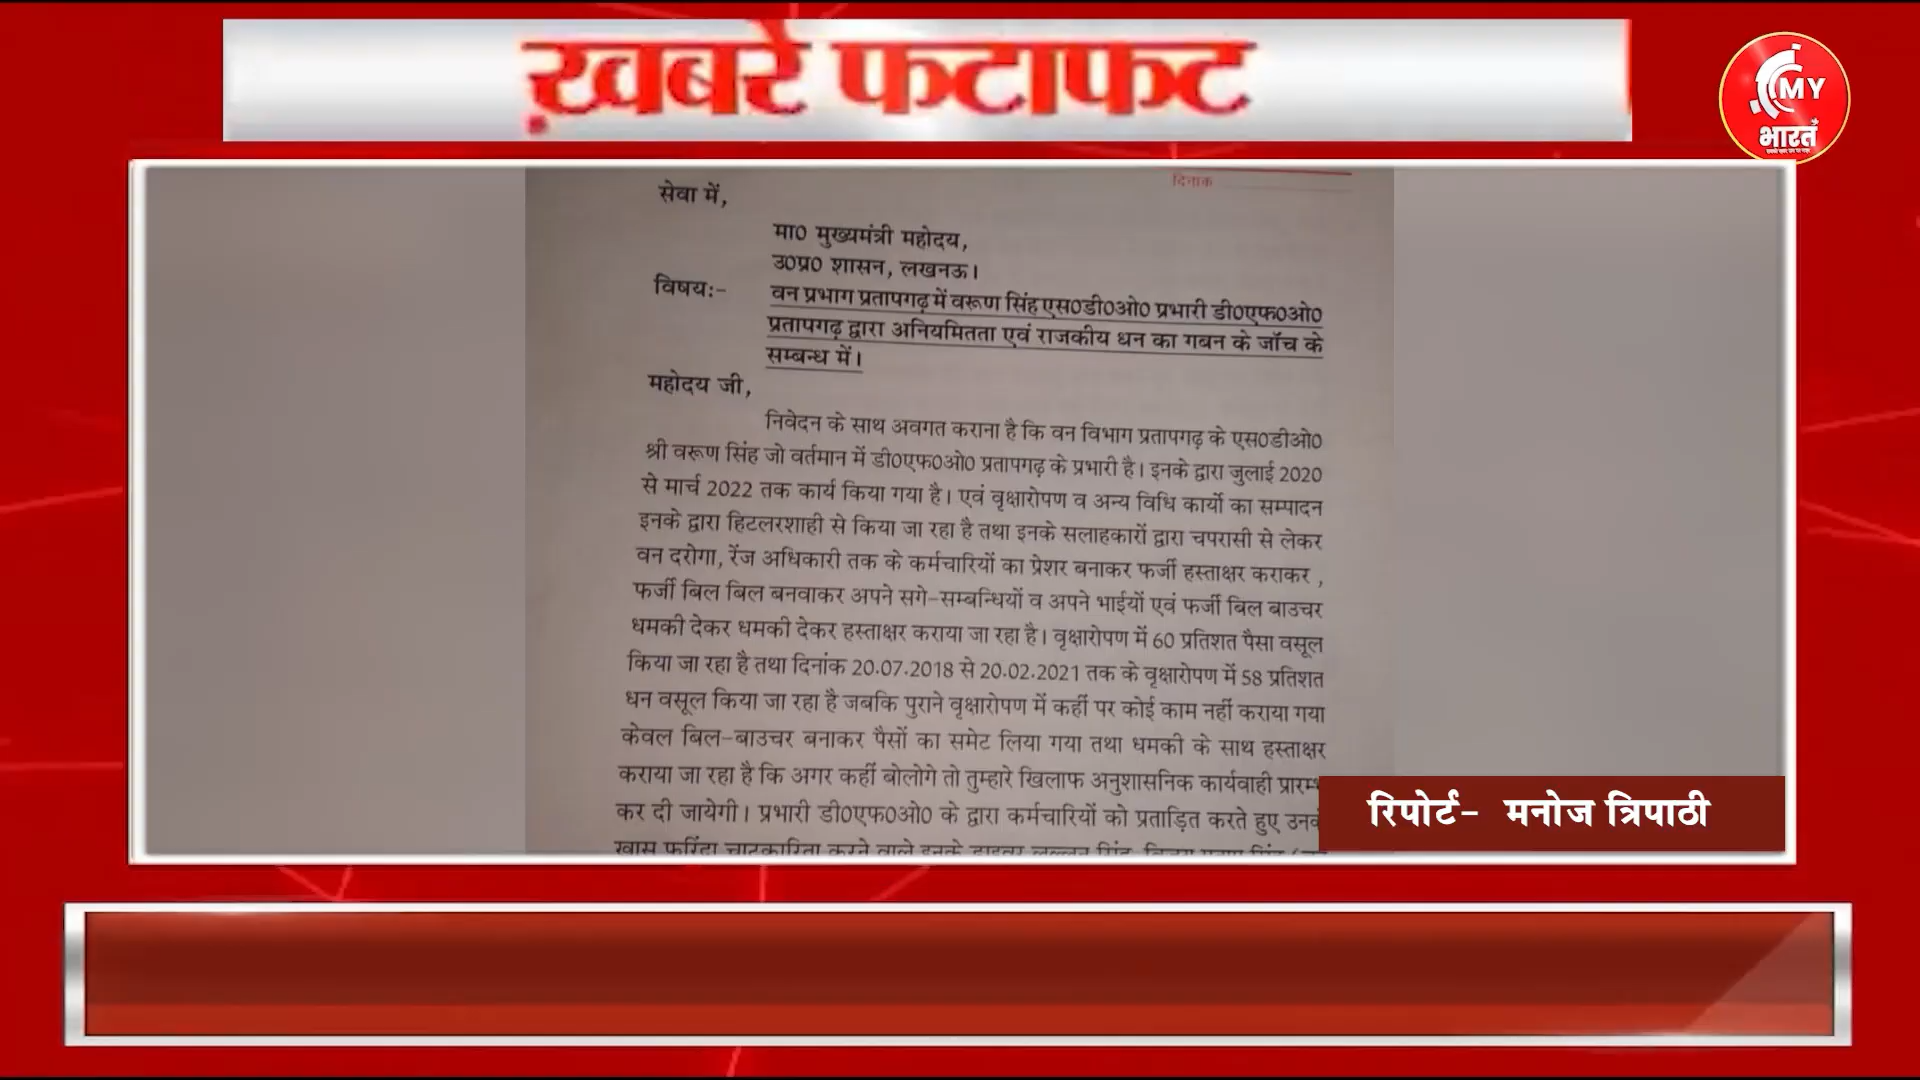 ख़बरें फटाफट
MY
भारत
दिनाक
सेवा में,
मा0 मुख्यमंत्री महोदय,
उ0प्र0 शासन, लखनऊ।
विषयः- वन प्रभाग प्रतापगढ़ में वरूण सिंह एस0डी०ओ0 प्रभारी डी0एफ0ओ0
प्रतापगढ़ द्वारा अनियमितता एवं राजकीय धन का गबन के जॉच के
सम्बन्ध में।
महोदय जी,
निवेदन के साथ अवगत कराना है कि वन विभाग प्रतापगढ़ के एस0डीओ0
श्री वरूण सिंह जो वर्तमान में डी0एफ0ओ0 प्रतापगढ़ के प्रभारी है। इनके द्वारा जुलाई 2020
से मार्च 2022 तक कार्य किया गया है। एवं वृक्षारोपण व अन्य विधि कार्यो का सम्पादन
इनके द्वारा हिटलरशाही से किया जा रहा है तथा इनके सलाहकारों द्वारा चपरासी से लेकर
वन दरोगा, रेंज अधिकारी तक के कर्मचारियों का प्रेशर बनाकर फर्जी हस्ताक्षर कराकर ,
फर्जी बिल बिल बनवाकर अपने सगे-सम्बन्धियों व अपने भाईयों एवं फर्जी बिल बाउचर
धमकी देकर धमकी देकर हस्ताक्षर कराया जा रहा है। वृक्षारोपण में 60 प्रतिशत पैसा वसूल
किया जा रहा है तथा दिनांक 20.07.2018 से 20.02.2021 तक के वृक्षारोपण में 58 प्रतिशत
धन वसूल किया जा रहा है जबकि पुराने वृक्षारोपण में कहीं पर कोई काम नहीं कराया गया
केवल बिल-बाउचर बनाकर पैसों का समेट लिया गया तथा धमकी के साथ हस्ताक्षर
कराया जा रहा है कि अगर कहीं बोलोगे तो तुम्हारे खिलाफ अनुशासनिक कार्यवाही प्रारम्भ
कर दी जायेगी। प्रभारी डी0एफ0ओ0 के द्वारा कर्मचारियों को प्रताड़ित करते हुए
रिपोर्ट- मनोज त्रिपाठी